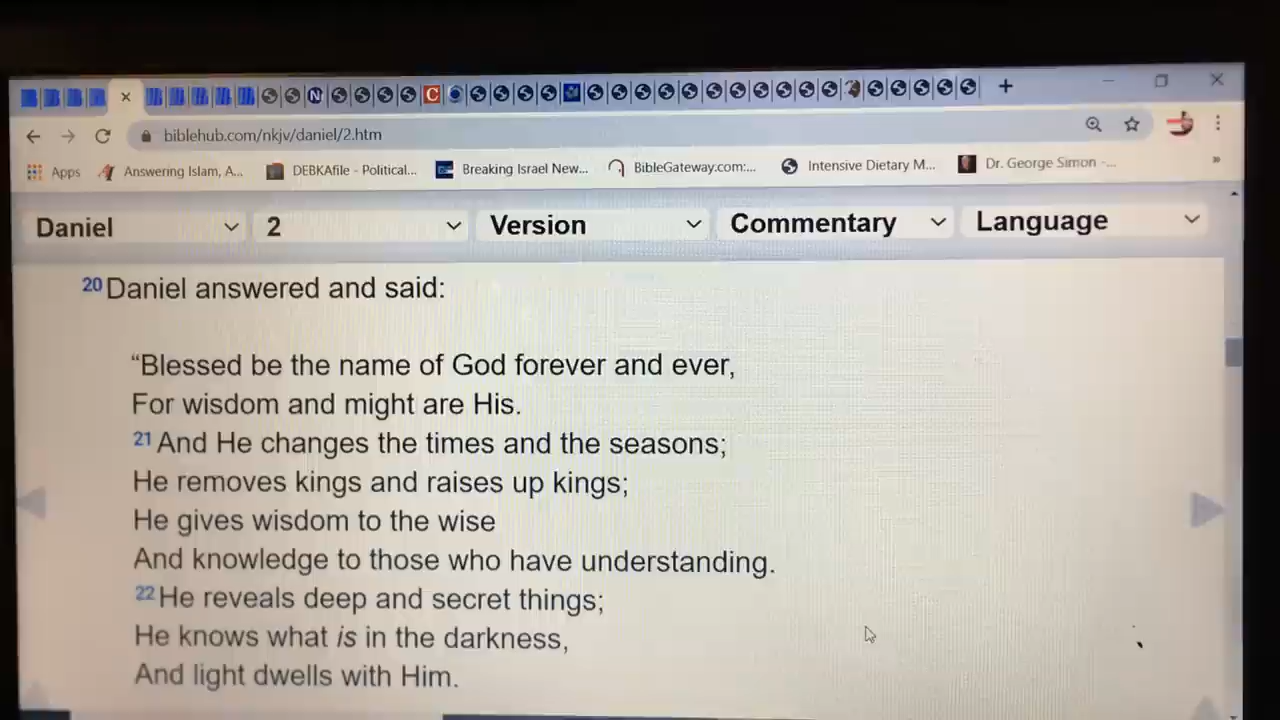 biblehub.com/nkjv/daniel/2.htm
Apps Answering Islam, A... DEBKAfile - Political... Breaking Israel New... BibleGateway.com:... Intensive Dietary M... Dr. George Simon -...
Daniel 2 Version Commentary Language
20 Daniel answered and said:
“Blessed be the name of God forever and ever,
For wisdom and might are His.
21 And He changes the times and the seasons;
He removes kings and raises up kings;
He gives wisdom to the wise
And knowledge to those who have understanding.
22 He reveals deep and secret things;
He knows what is in the darkness,
And light dwells with Him.